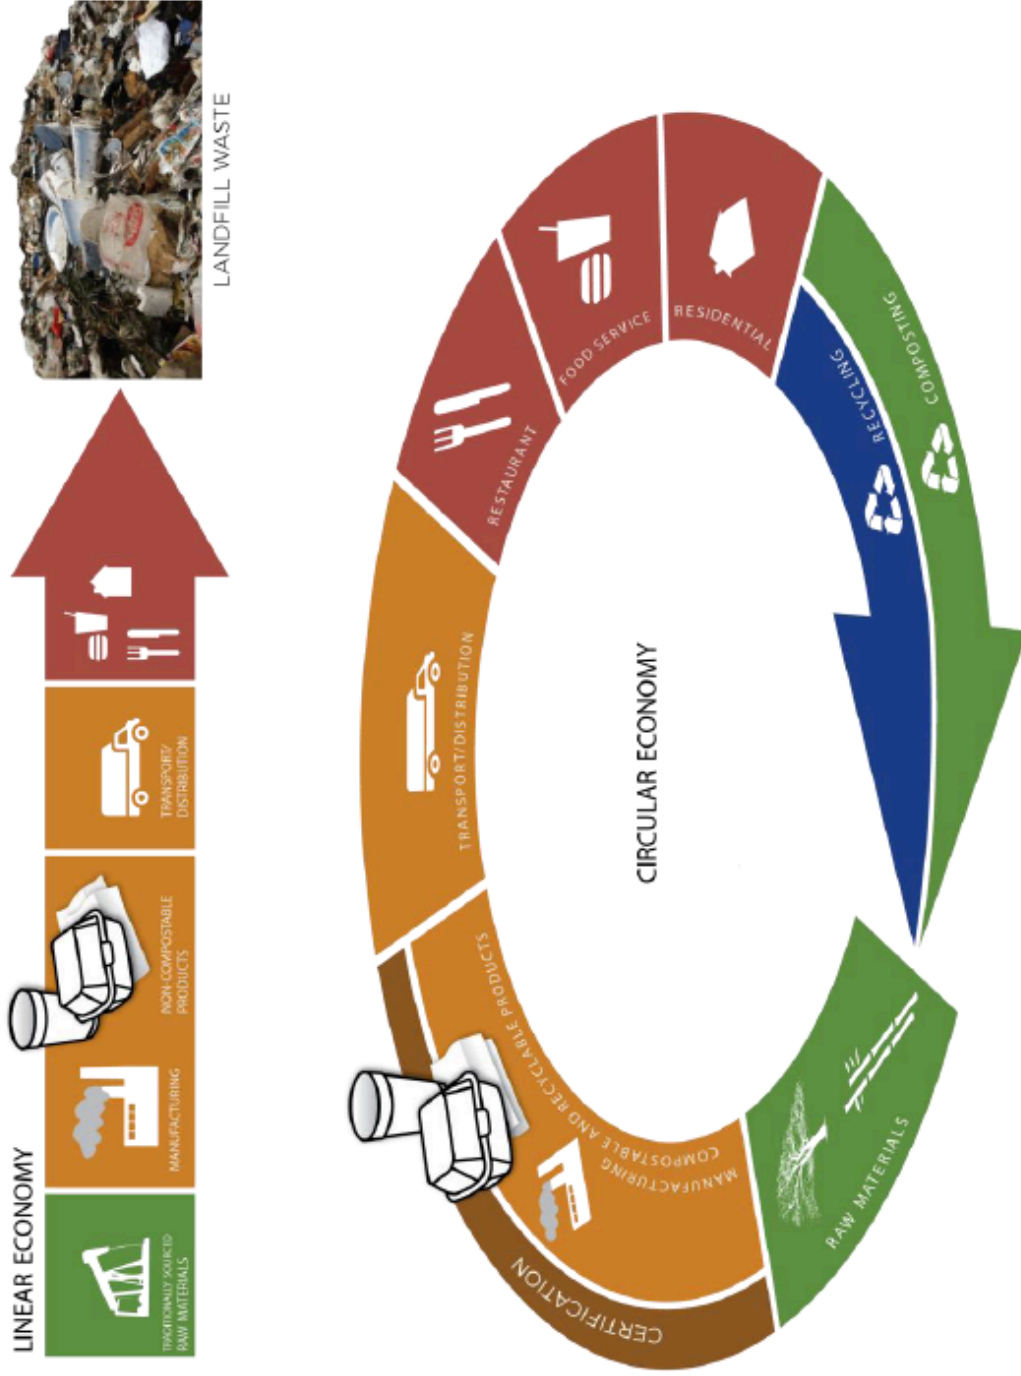 LINEAR ECONOMY
TRADITIONALLY SOURCED
RAW MATERIALS
MANUFACTURING
NON-COMPOSTABLE
PRODUCTS
TRANSPORT/
DISTRIBUTION
LANDFILL WASTE
CIRCULAR ECONOMY
RAW MATERIALS
CERTIFICATION
MANUFACTURING
COMPOSTABLE AND RECYCLABLE PRODUCTS
TRANSPORT/DISTRIBUTION
RESTAURANT
FOOD SERVICE
RESIDENTIAL
RECYCLING
COMPOSTING